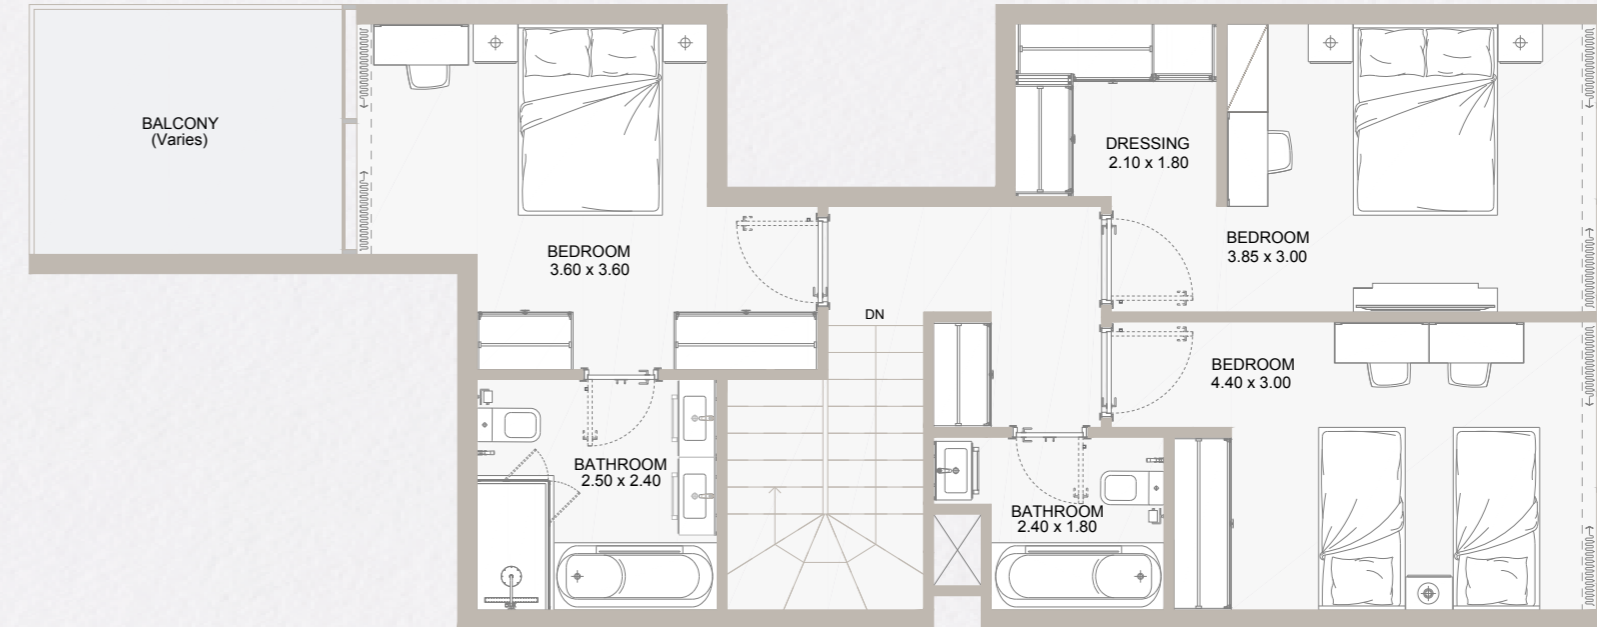 BALCONY
(Varies)
BEDROOM
3.60 x 3.60
DRESSING
2.10 x 1.80
BEDROOM
3.85 x 3.00
DN
BEDROOM
4.40 x 3.00
BATHROOM
2.50 x 2.40
BATHROOM
2.40 x 1.80